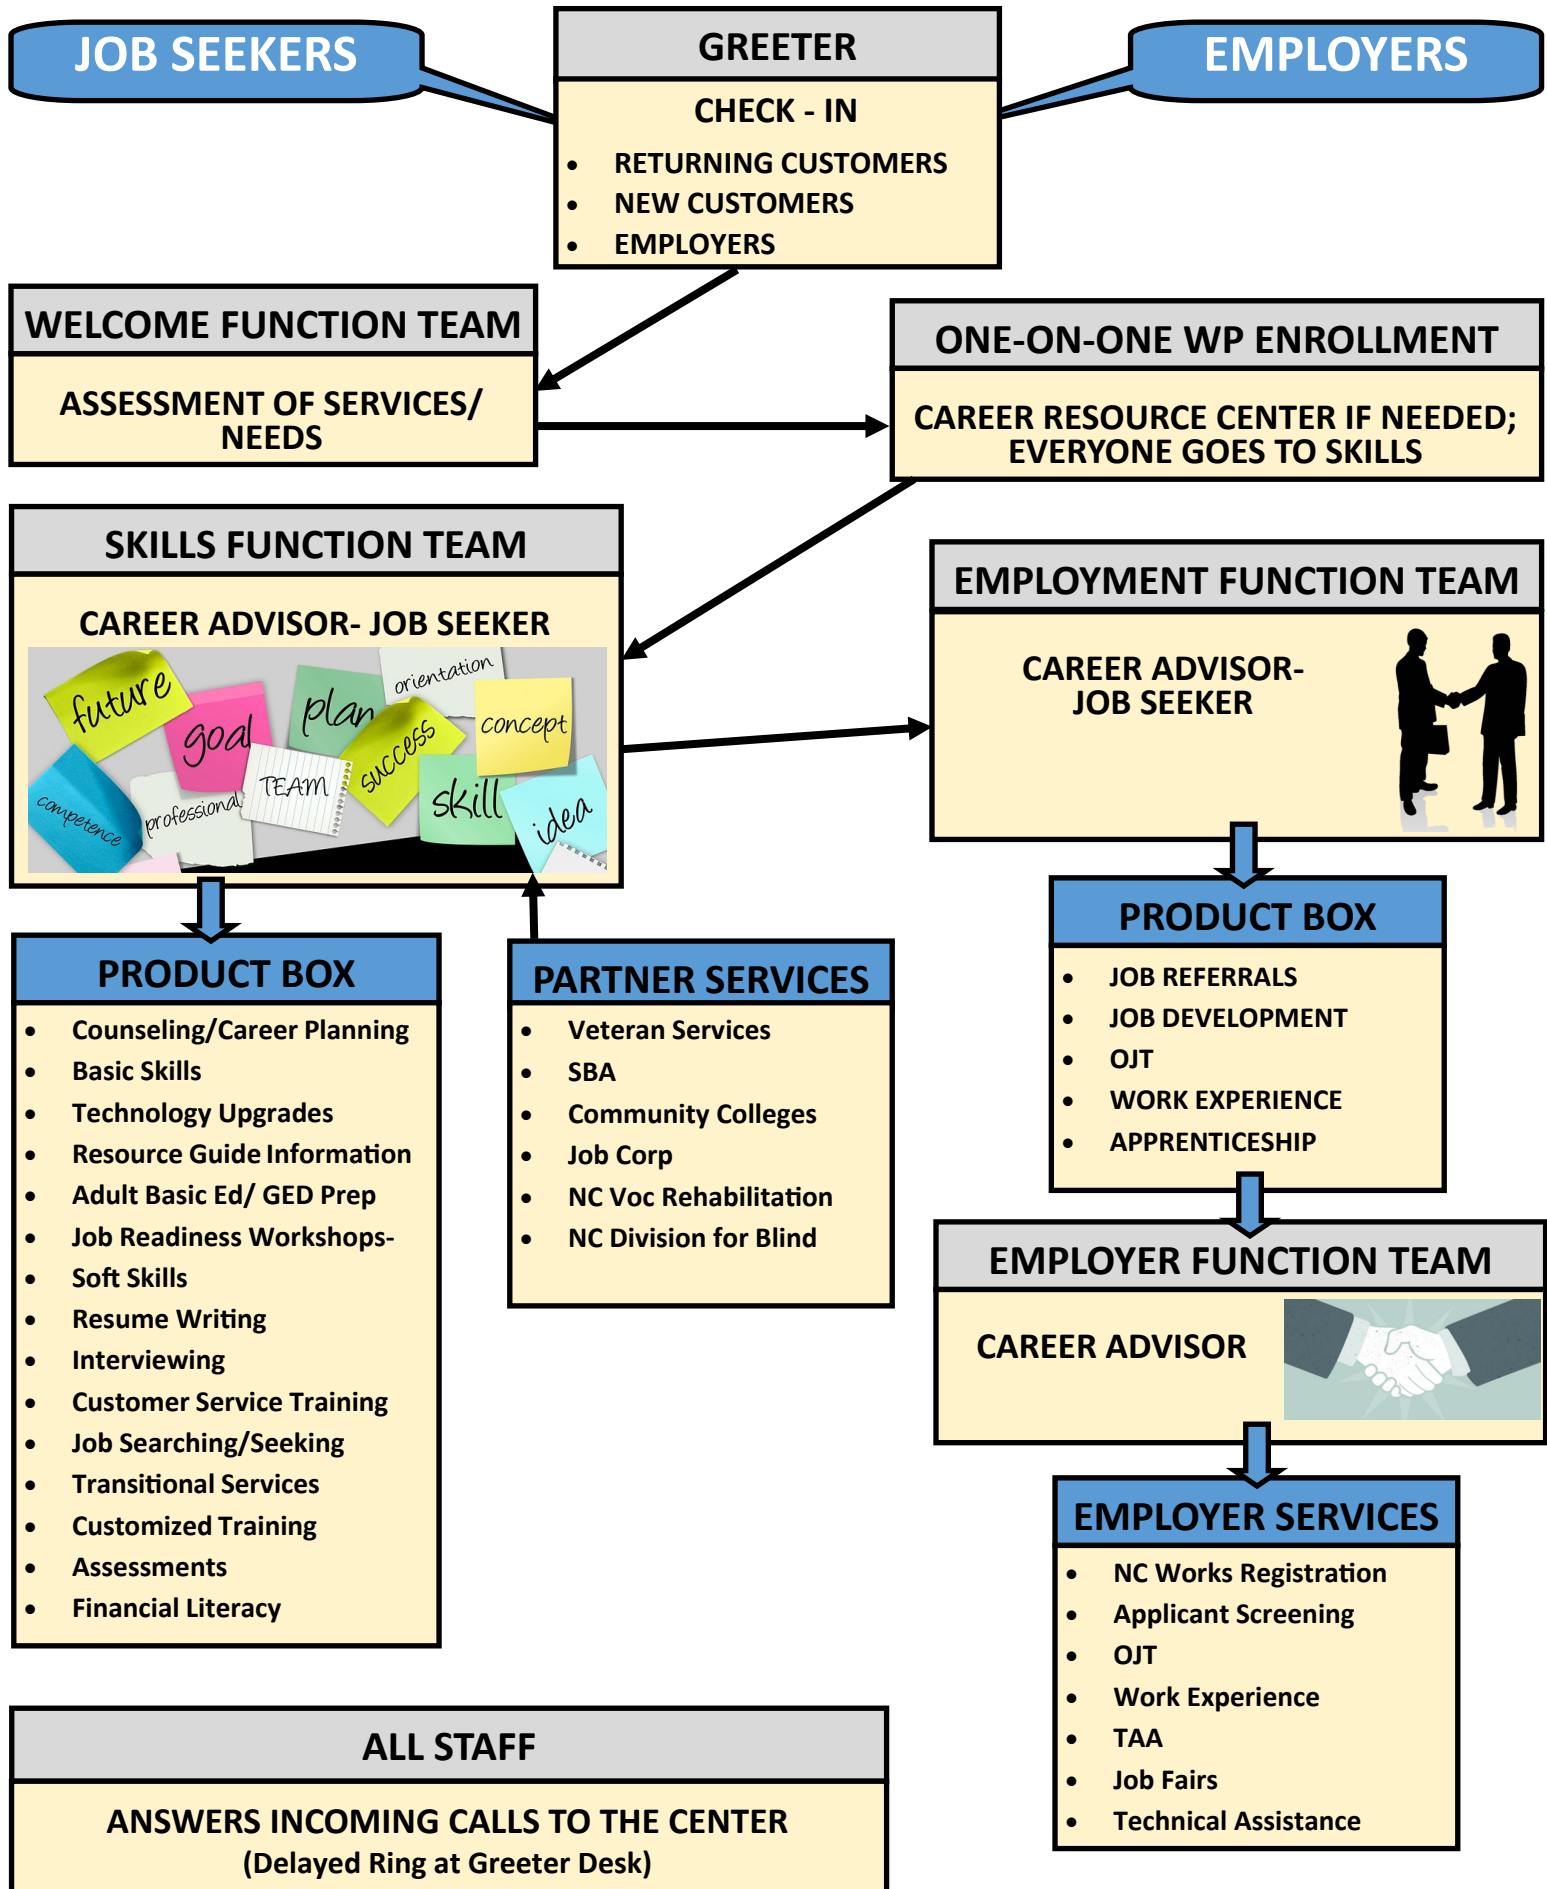 JOB SEEKERS
GREETER
EMPLOYERS
CHECK - IN
• RETURNING CUSTOMERS
• NEW CUSTOMERS
• EMPLOYERS
WELCOME FUNCTION TEAM
ASSESSMENT OF SERVICES/
NEEDS
ONE-ON-ONE WP ENROLLMENT
CAREER RESOURCE CENTER IF NEEDED;
EVERYONE GOES TO SKILLS
SKILLS FUNCTION TEAM
CAREER ADVISOR- JOB SEEKER
future
goal
plan
orientation
concept
success
TEAM
competence
professional
skill
idea
EMPLOYMENT FUNCTION TEAM
CAREER ADVISOR-
JOB SEEKER
PRODUCT BOX
• Counseling/Career Planning
• Basic Skills
• Technology Upgrades
• Resource Guide Information
• Adult Basic Ed/ GED Prep
• Job Readiness Workshops-
• Soft Skills
• Resume Writing
• Interviewing
• Customer Service Training
• Job Searching/Seeking
• Transitional Services
• Customized Training
• Assessments
• Financial Literacy
PARTNER SERVICES
• Veteran Services
• SBA
• Community Colleges
• Job Corp
• NC Voc Rehabilitation
• NC Division for Blind
PRODUCT BOX
• JOB REFERRALS
• JOB DEVELOPMENT
• OJT
• WORK EXPERIENCE
• APPRENTICESHIP
EMPLOYER FUNCTION TEAM
CAREER ADVISOR
EMPLOYER SERVICES
• NC Works Registration
• Applicant Screening
• OJT
• Work Experience
• TAA
• Job Fairs
• Technical Assistance
ALL STAFF
ANSWERS INCOMING CALLS TO THE CENTER
(Delayed Ring at Greeter Desk)